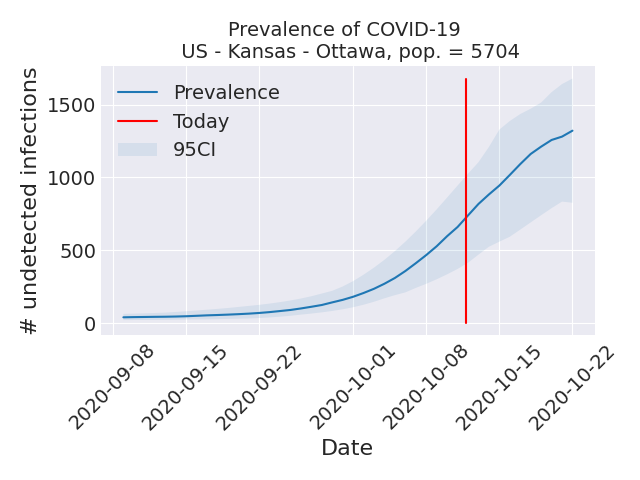 Prevalence of COVID-19
US - Kansas - Ottawa, pop. = 5704
# undetected infections
1500
1000
500
0
Prevalence
Today
95CI
2020-09-08
2020-09-15
2020-09-22
2020-10-01
2020-10-08
2020-10-15
2020-10-22
Date